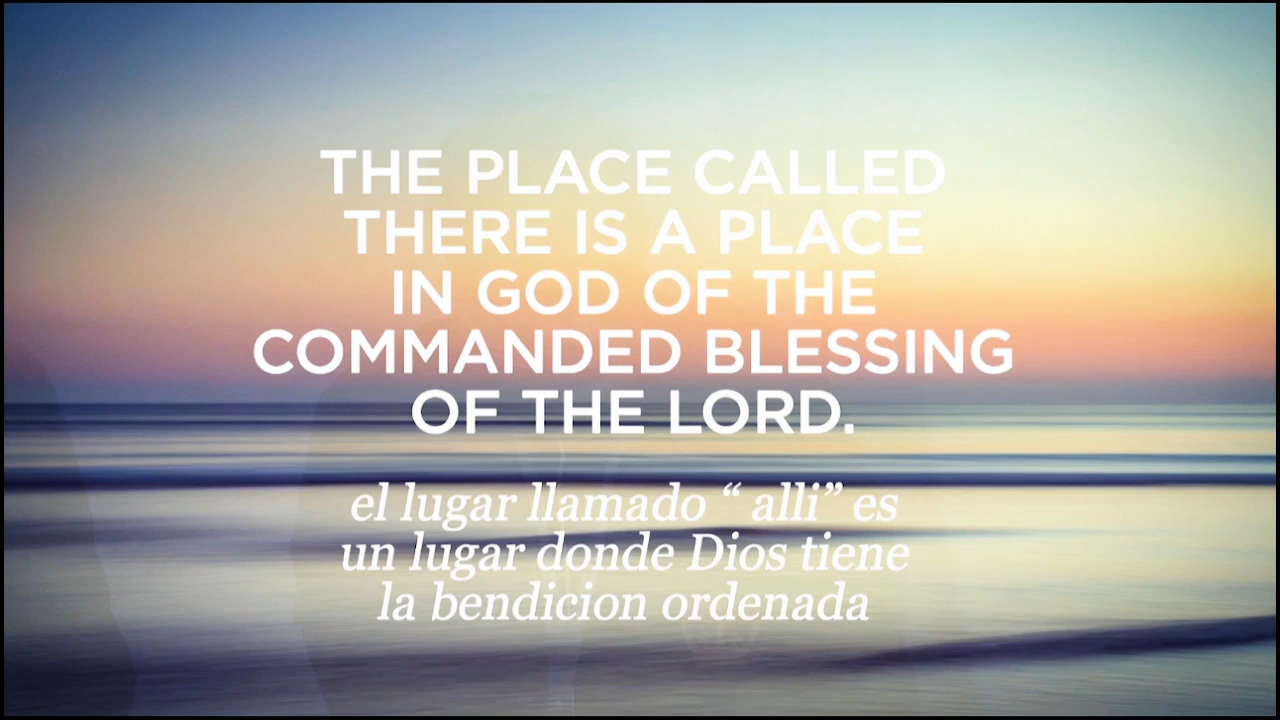 THE PLACE CALLED
THERE IS A PLACE
IN GOD OF THE
COMMANDED BLESSING
OF THE LORD.
el lugar llamado “ alli” es
un lugar donde Dios tiene
la bendicion ordenada